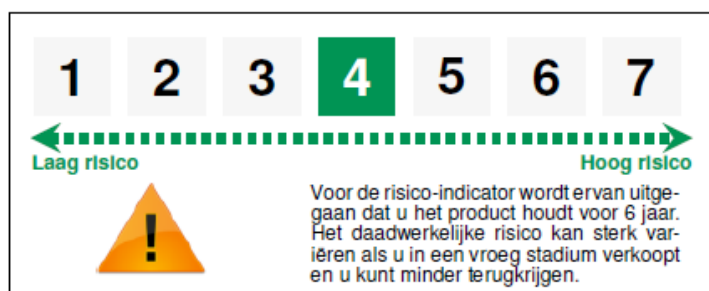 1 2 3 4 5 6 7
Laag risico Hoog risico
!
Voor de risico-indicator wordt ervan uitge-
gaan dat u het product houdt voor 6 jaar.
Het daadwerkelijke risico kan sterk var-
iëren als u in een vroeg stadium verkoopt
en u kunt minder terugkrijgen.